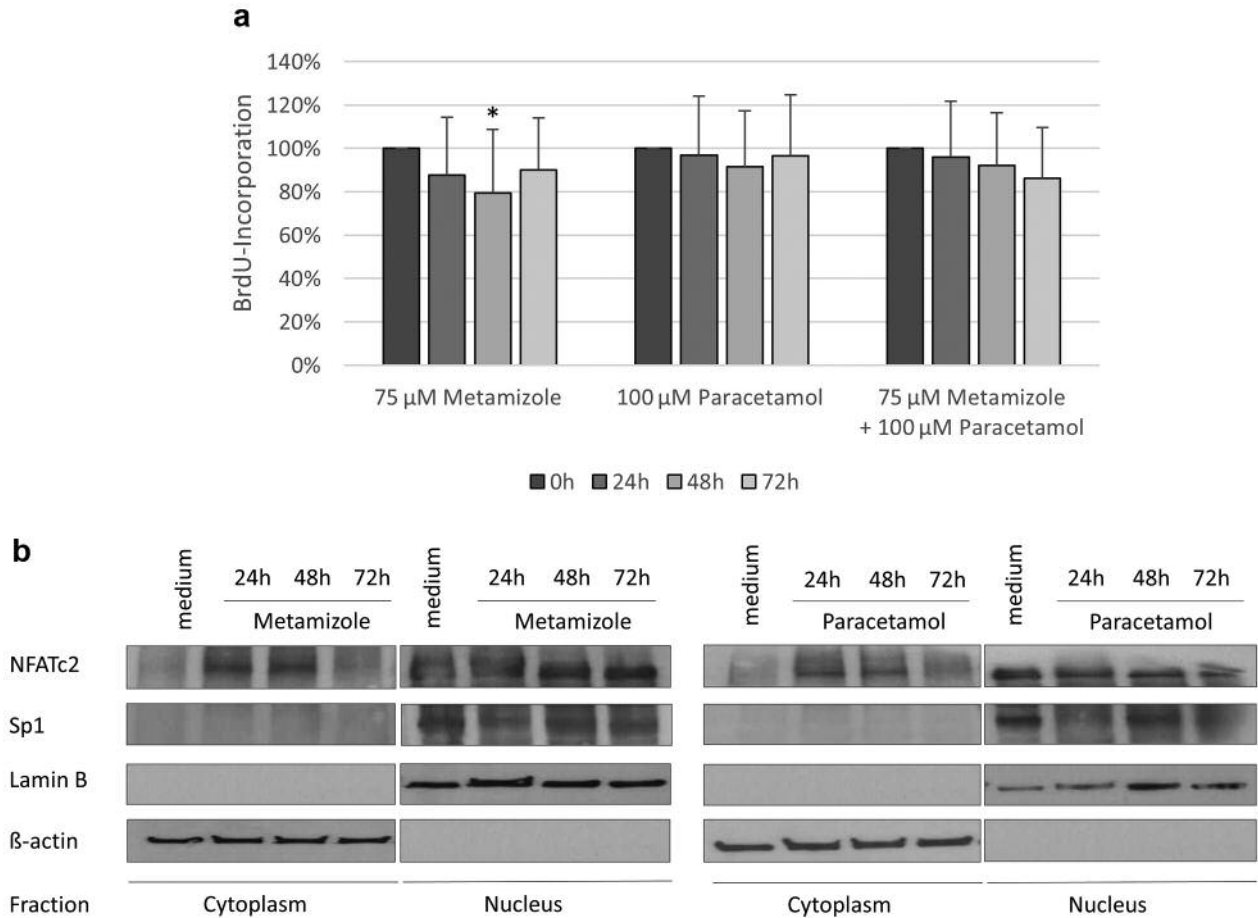 a
140%
120%
100%
80%
60%
40%
20%
0%
BrdU-Incorporation
*
75 µM Metamizole
100 µM Paracetamol
75 µM Metamizole
+ 100 µM Paracetamol
0h 24h 48h 72h
b
medium 24h 48h 72h medium 24h 48h 72h medium 24h 48h 72h medium 24h 48h 72h
Metamizole Metamizole Paracetamol Paracetamol
NFATc2
Sp1
Lamin B
ß-actin
Fraction Cytoplasm Nucleus Cytoplasm Nucleus